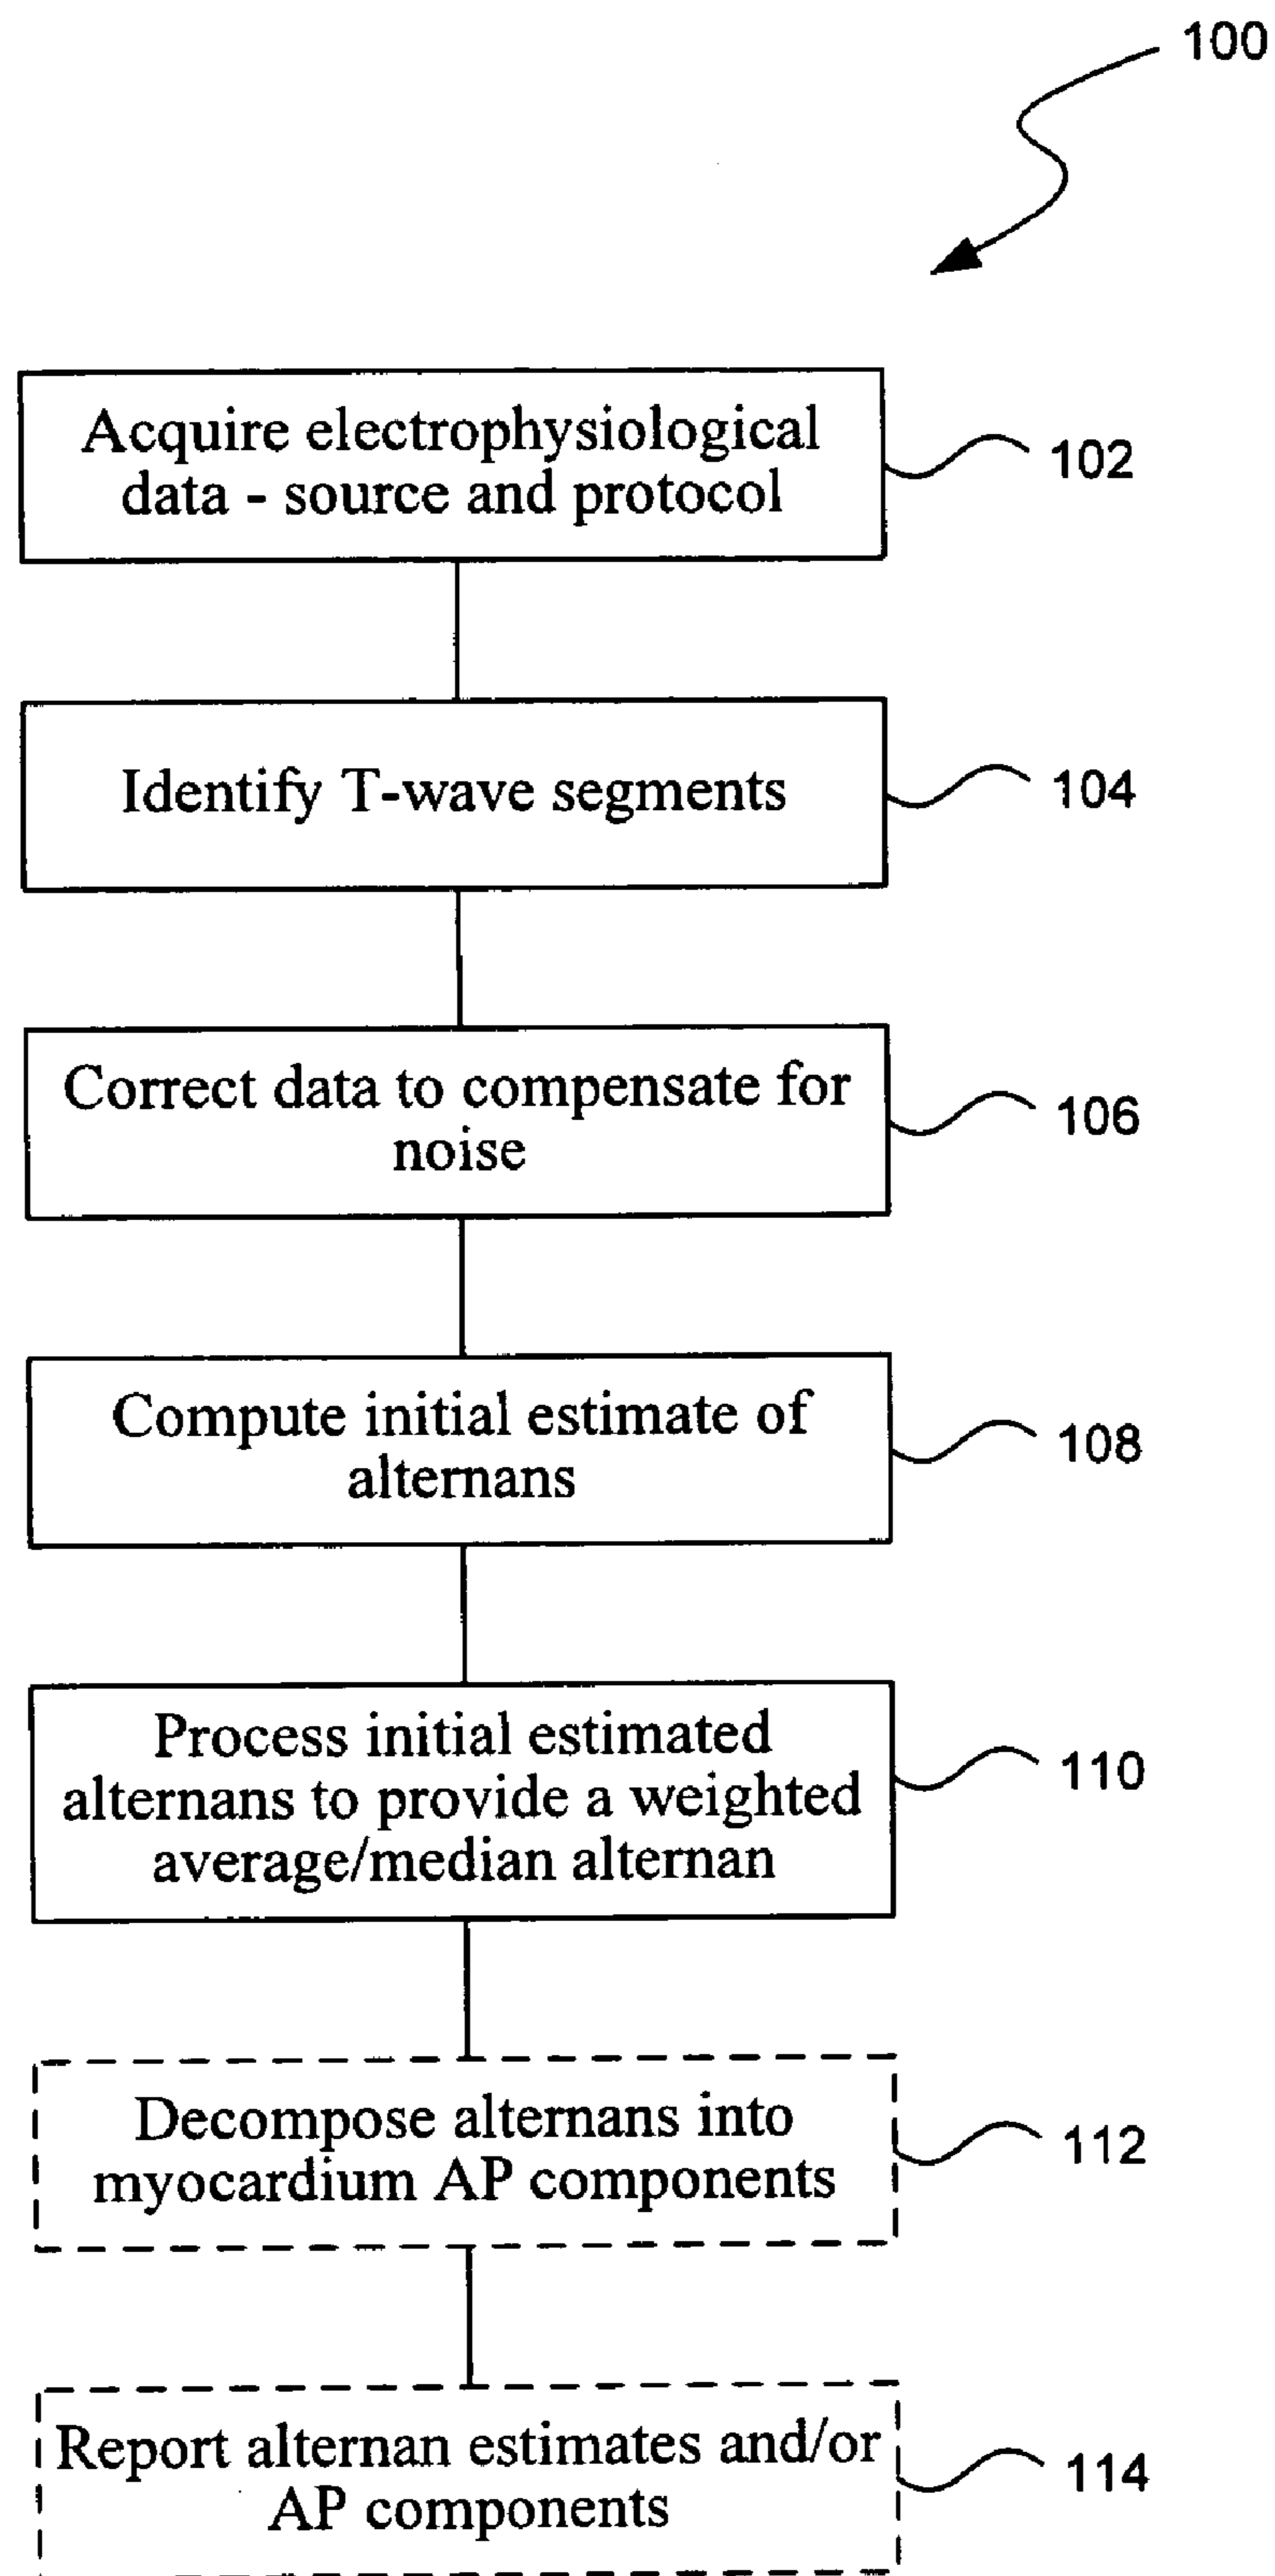 100
Acquire electrophysiological
data - source and protocol
102
Identify T-wave segments
104
Correct data to compensate for
noise
106
Compute initial estimate of
alternans
108
Process initial estimated
alternans to provide a weighted
average/median alternan
110
Decompose alternans into
myocardium AP components
112
Report alternan estimates and/or
AP components
114